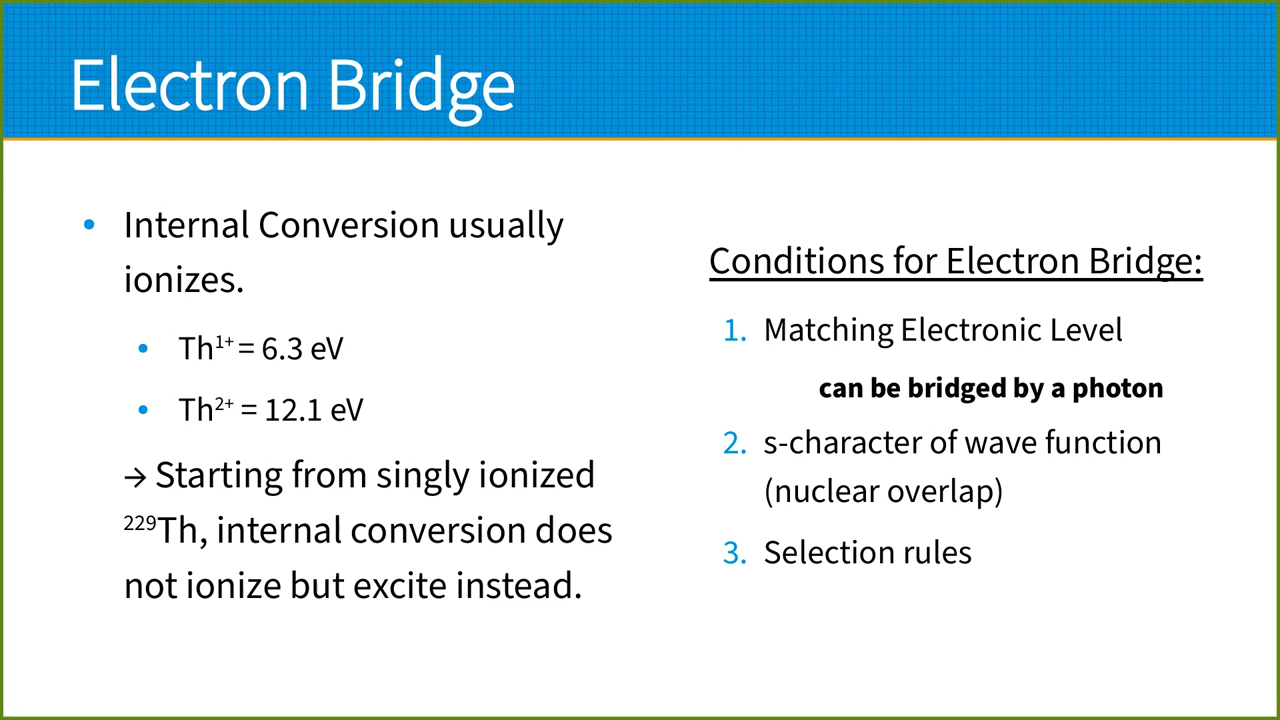 Electron Bridge
• Internal Conversion usually
ionizes.
• Th¹⁺ = 6.3 eV
• Th²⁺ = 12.1 eV
→ Starting from singly ionized
²²⁹Th, internal conversion does
not ionize but excite instead.
Conditions for Electron Bridge:
1. Matching Electronic Level
can be bridged by a photon
2. s-character of wave function
(nuclear overlap)
3. Selection rules